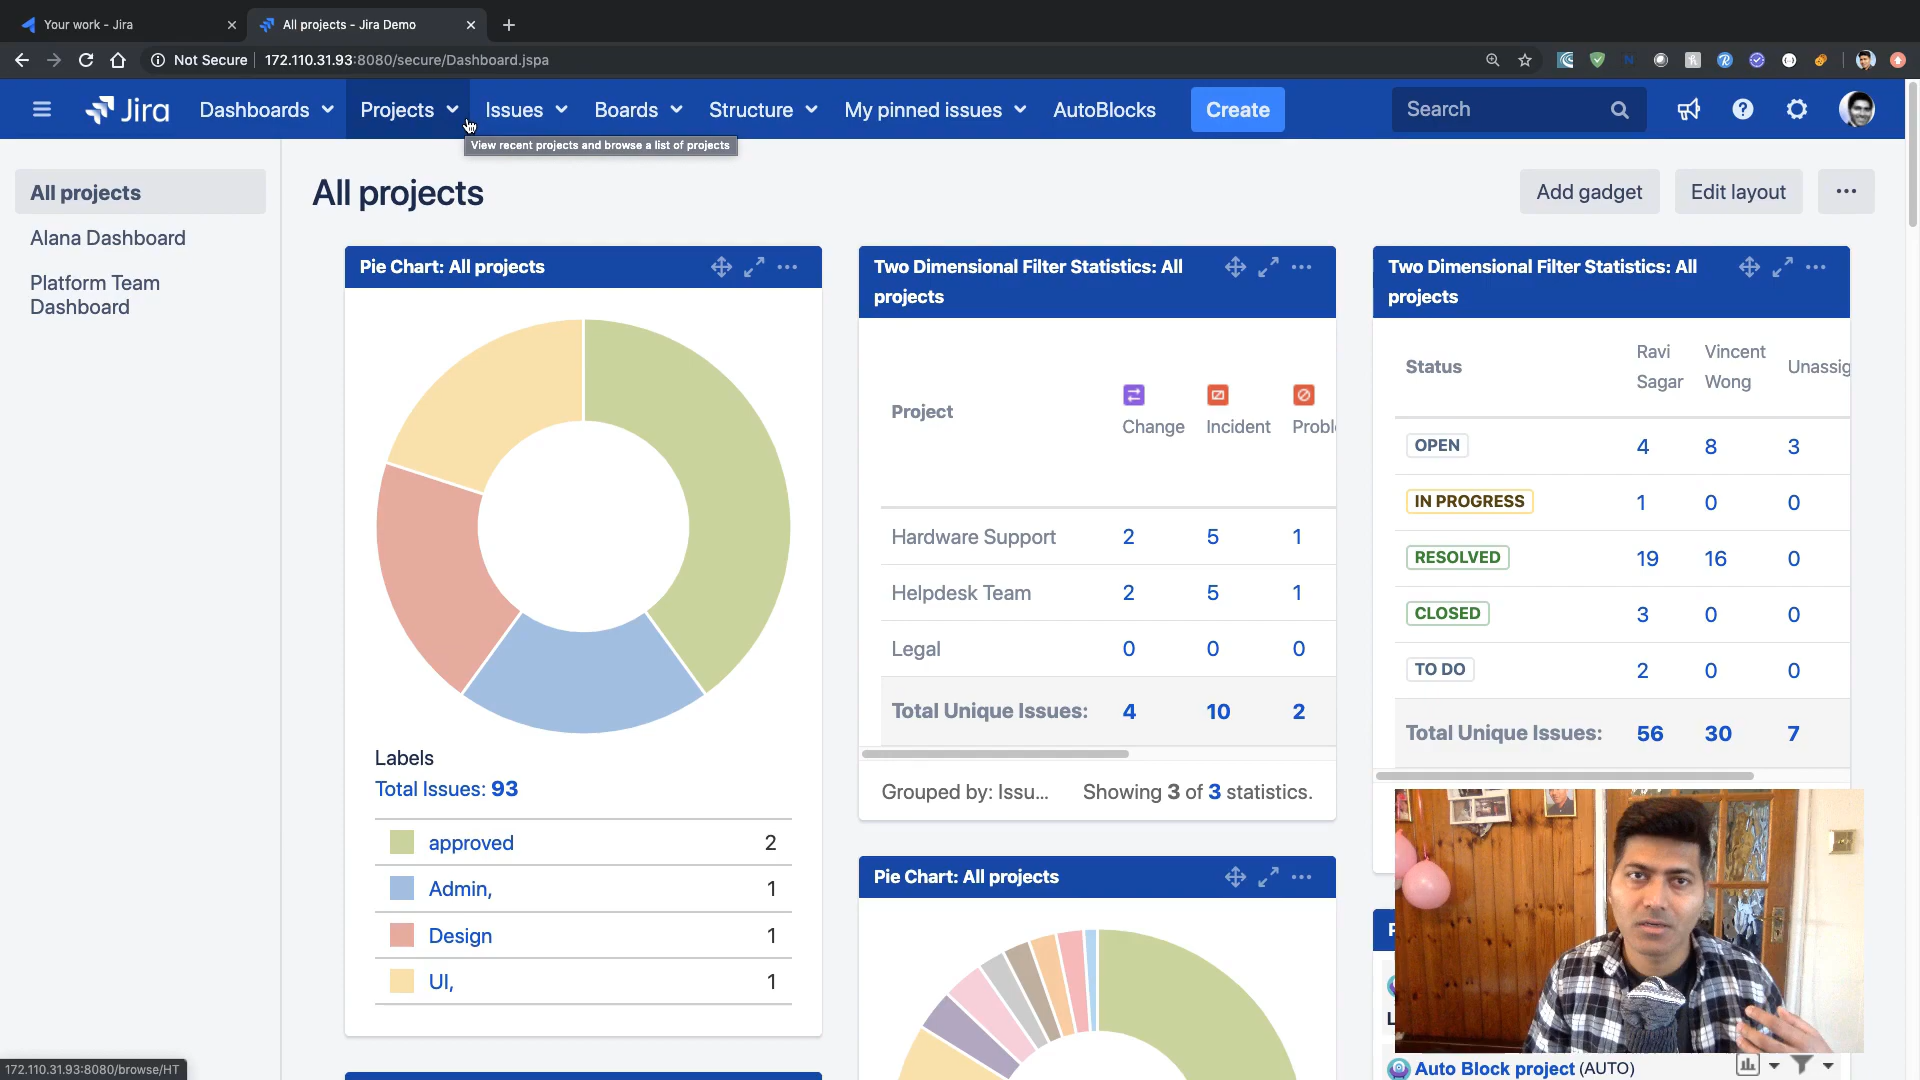 Your work - Jira
All projects - Jira Demo
Not Secure
172.110.31.93:8080/secure/Dashboard.jspa
Jira
Dashboards
Projects
Issues
Boards
Structure
My pinned issues
AutoBlocks
Create
Search
View recent projects and browse a list of projects
All projects
Alana Dashboard
Platform Team
Dashboard
All projects
Add gadget
Edit layout
Pie Chart: All projects
Labels
Total Issues: 93
approved 2
Admin, 1
Design 1
UI, 1
Two Dimensional Filter Statistics: All
projects
Project Change Incident Probl
Hardware Support 2 5 1
Helpdesk Team 2 5 1
Legal 0 0 0
Total Unique Issues: 4 10 2
Grouped by: Issu... Showing 3 of 3 statistics.
Pie Chart: All projects
Two Dimensional Filter Statistics: All
projects
Status
Ravi
Sagar
Vincent
Wong
Unassig
OPEN 4 8 3
IN PROGRESS 1 0 0
RESOLVED 19 16 0
CLOSED 3 0 0
TO DO 2 0 0
Total Unique Issues: 56 30 7
Auto Block project (AUTO)
172.110.31.93:8080/browse/HT